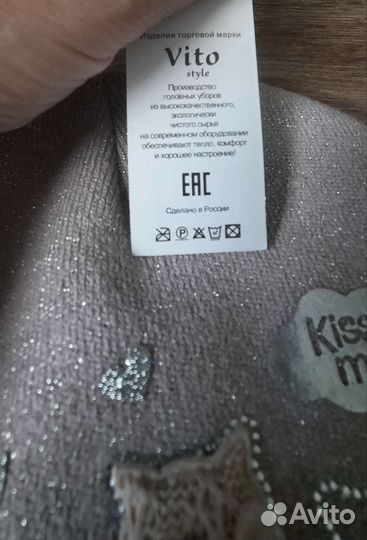 Изделия торговой марки
Vito
style
Производство
головных уборов
из высококачественного,
экологически
чистого сырья
на современном оборудовании
обеспечивают тепло, комфорт
и хорошее настроение!
EAC
Сделано в России
Kiss
m
Avito